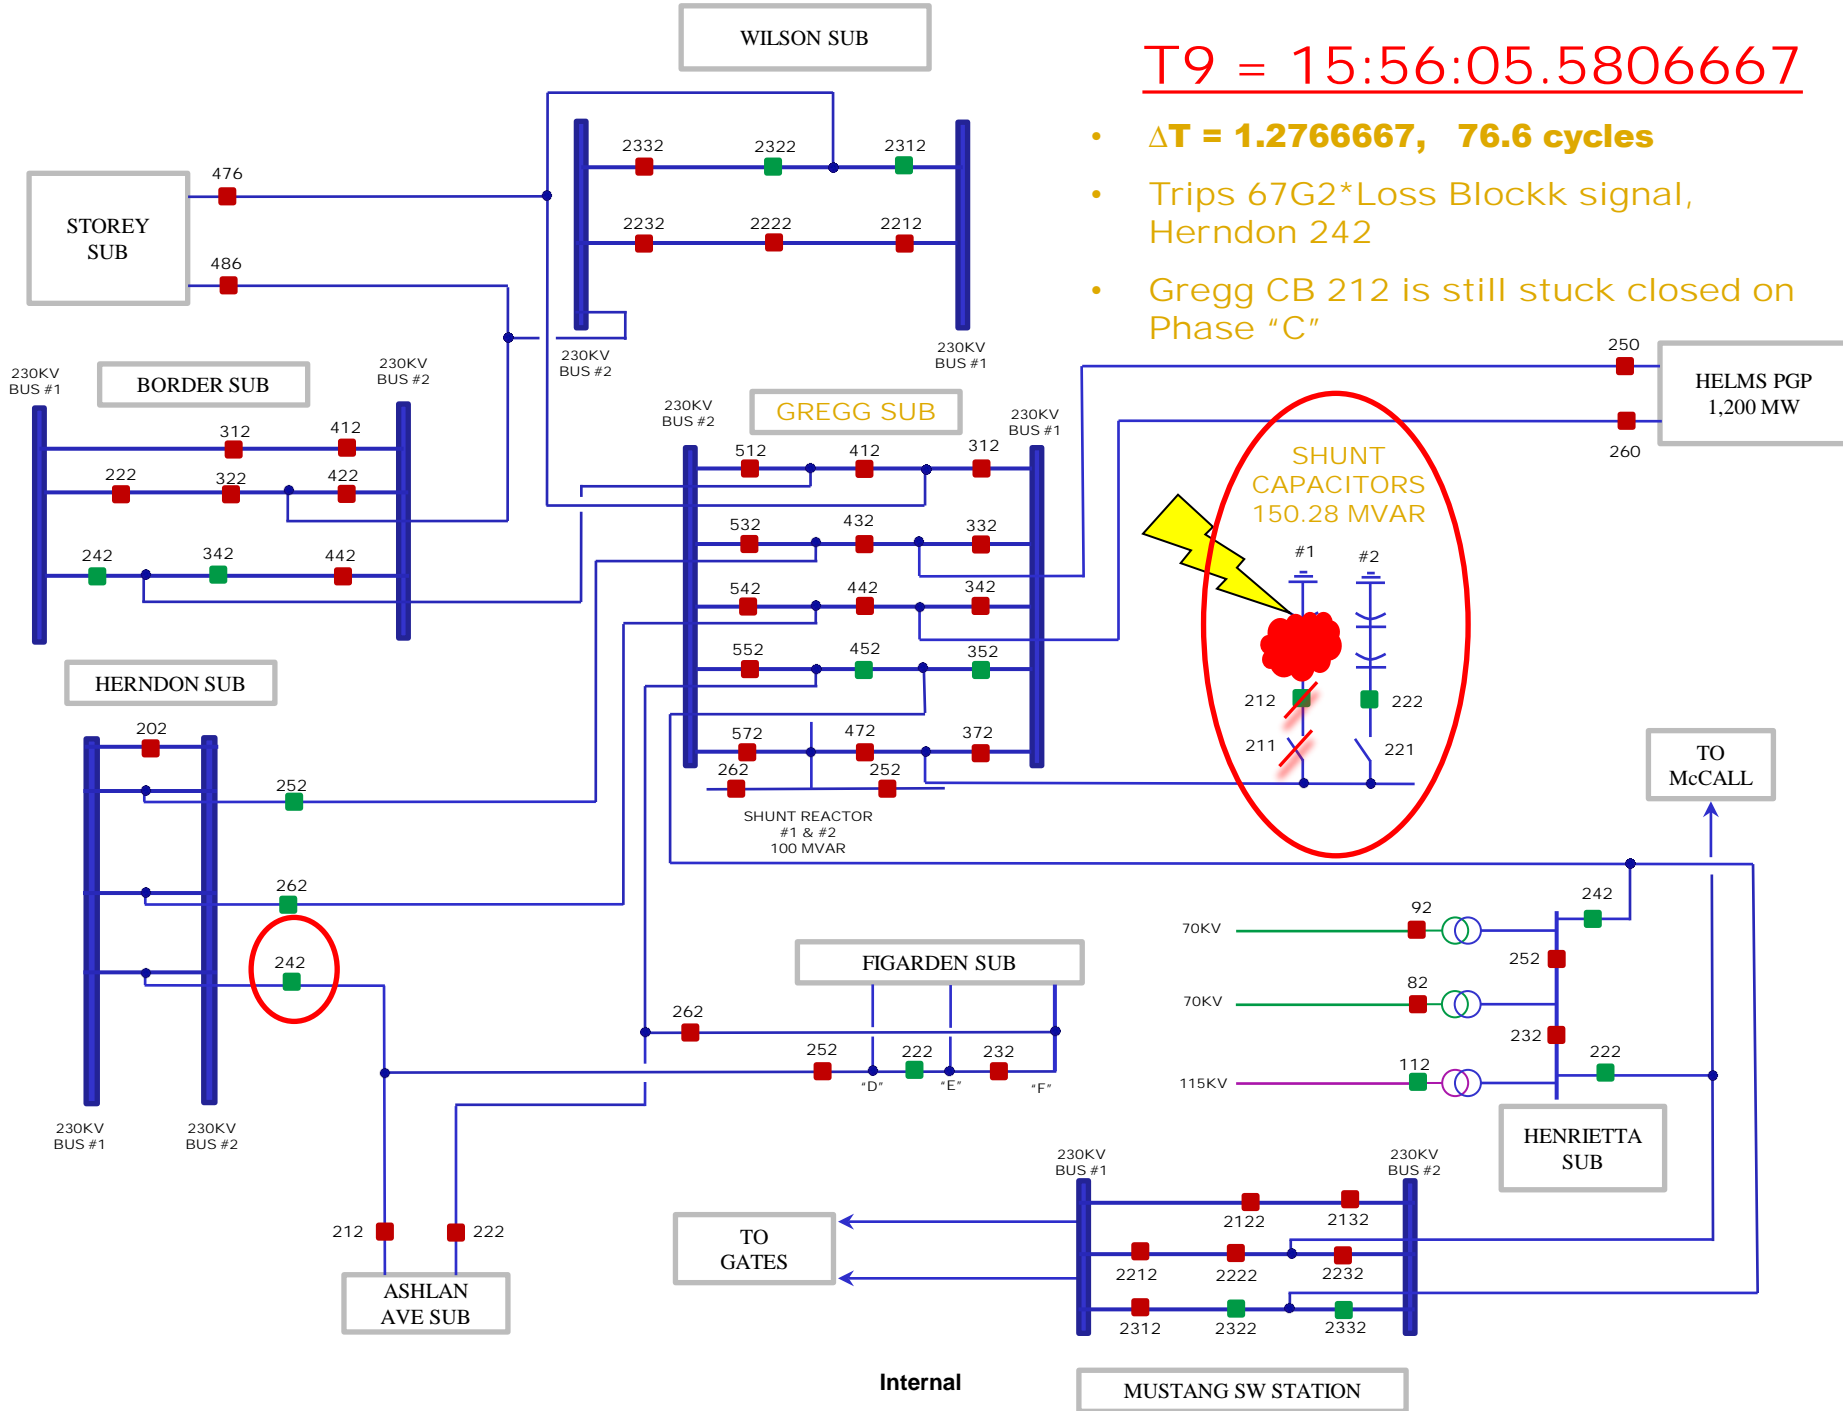 WILSON SUB
T9 = 15:56:05.5806667
• ΔT = 1.2766667, 76.6 cycles
• Trips 67G2*Loss Blockk signal,
Herndon 242
• Gregg CB 212 is still stuck closed on
Phase “C”
2332
2322
2312
2232
2222
2212
230KV
BUS #2
230KV
BUS #1
STOREY
SUB
476
486
BORDER SUB
230KV
BUS #1
230KV
BUS #2
312
412
222
322
422
242
342
442
GREGG SUB
230KV
BUS #2
230KV
BUS #1
512
412
312
532
432
332
542
442
342
552
452
352
572
472
372
262
252
SHUNT REACTOR
#1 & #2
100 MVAR
250
260
HELMS PGP
1,200 MW
SHUNT
CAPACITORS
150.28 MVAR
#1
#2
212
222
211
221
HERNDON SUB
202
252
262
242
230KV
BUS #1
230KV
BUS #2
FIGARDEN SUB
262
252
222
232
“D”
“E”
“F”
212
222
ASHLAN
AVE SUB
TO
McCALL
70KV
92
242
252
70KV
82
232
222
115KV
112
HENRIETTA
SUB
TO
GATES
230KV
BUS #1
230KV
BUS #2
2122
2132
2212
2222
2232
2312
2322
2332
Internal
MUSTANG SW STATION